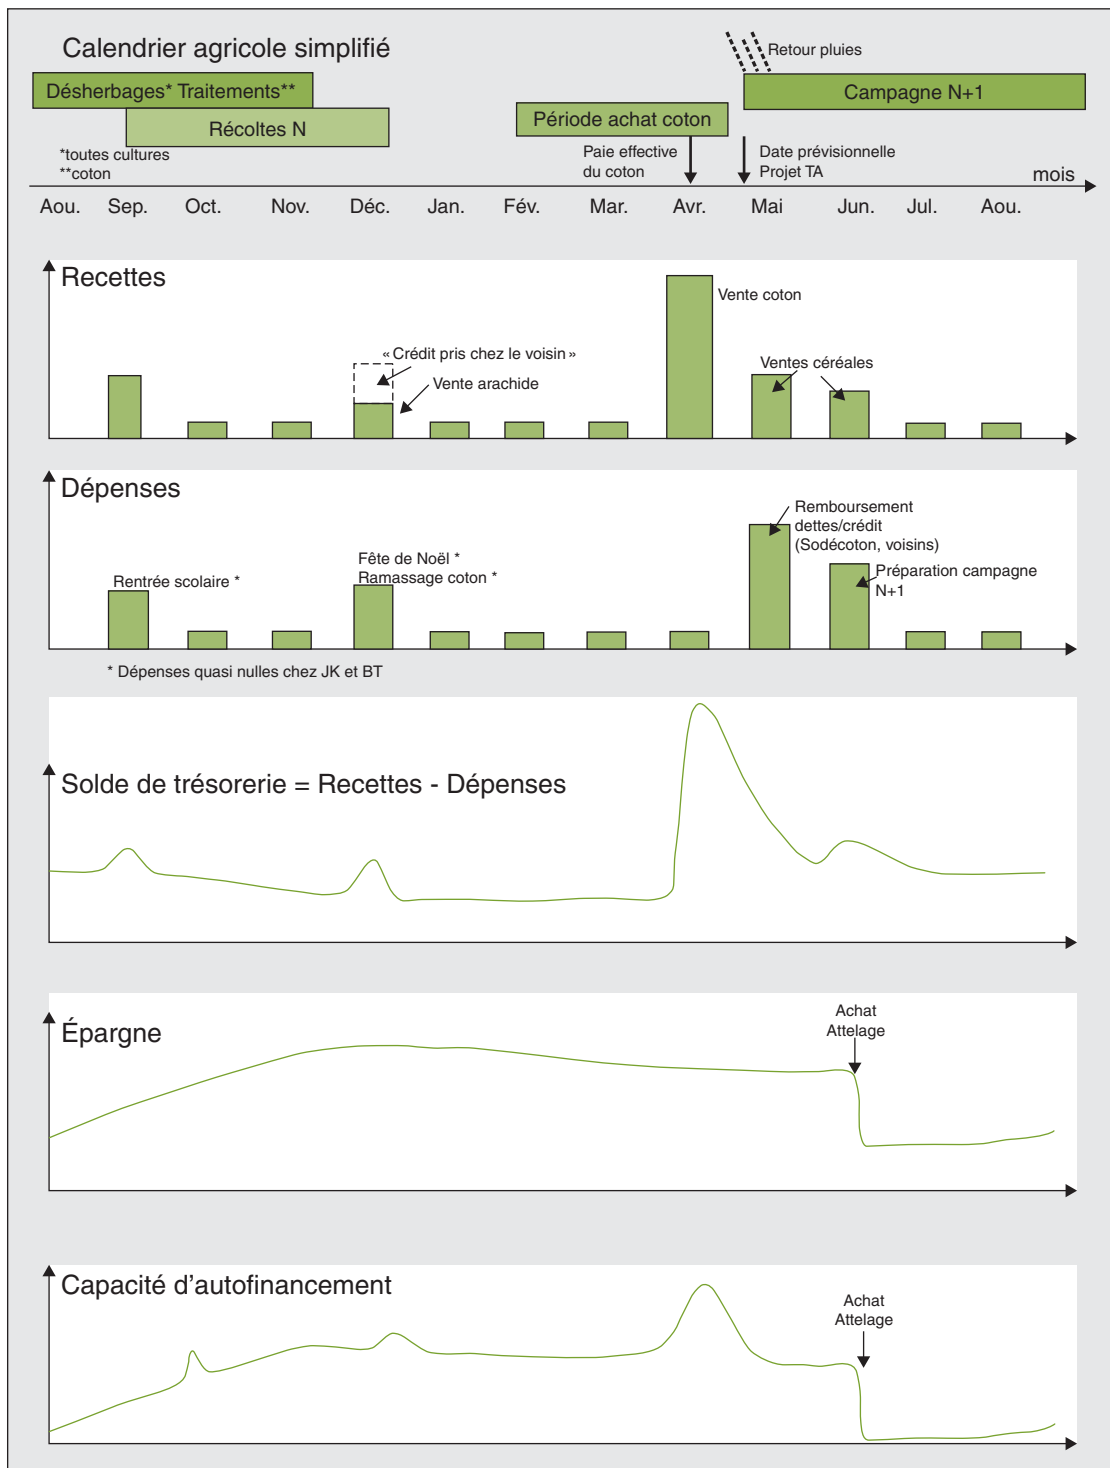 Calendrier agricole simplifié
Retour pluies
Désherbages* Traitements**
Campagne N+1
Récoltes N
Période achat coton
*toutes cultures
**coton
Paie effective
du coton
Date prévisionnelle
Projet TA
mois
Aou. Sep. Oct. Nov. Déc. Jan. Fév. Mar. Avr. Mai Jun. Jul. Aou.
Recettes
Vente coton
« Crédit pris chez le voisin »
Vente arachide
Ventes céréales
Dépenses
Remboursement
dettes/crédit
(Sodécoton, voisins)
Fête de Noël *
Ramassage coton *
Rentrée scolaire *
Préparation campagne
N+1
* Dépenses quasi nulles chez JK et BT
Solde de trésorerie = Recettes - Dépenses
Épargne
Achat
Attelage
Capacité d'autofinancement
Achat
Attelage